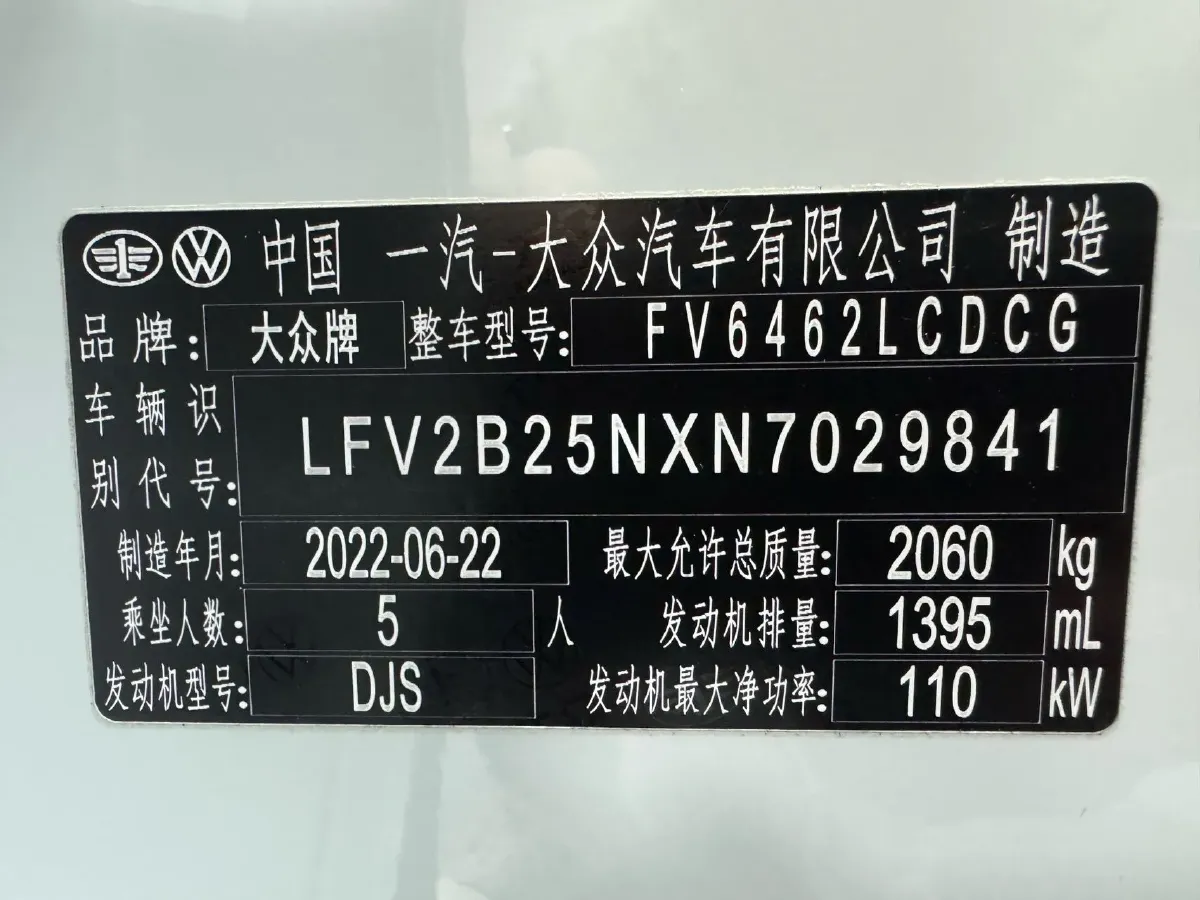 中国 一汽-大众汽车有限公司 制造
品牌: 大众牌 整车型号: FV6462LCDCG
车辆识
别代号: LFV2B25NXN7029841
制造年月: 2022-06-22 最大允许总质量: 2060 kg
乘坐人数: 5 人 发动机排量: 1395 mL
发动机型号: DJS 发动机最大净功率: 110 kW